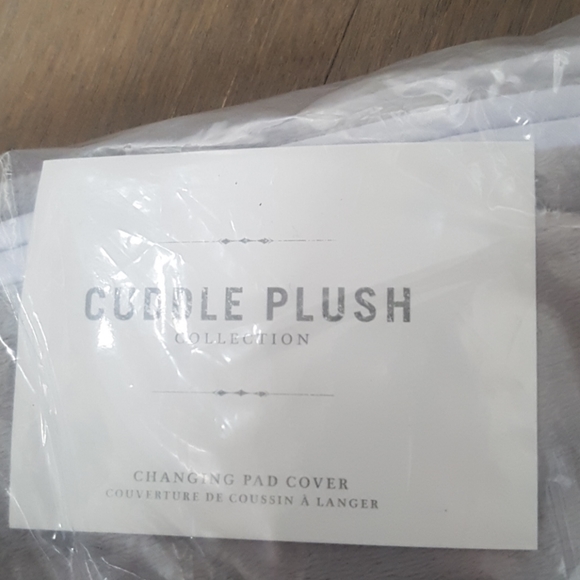 CUDDLE PLUSH
COLLECTION
CHANGING PAD COVER
COUVERTURE DE COUSSIN À LANGER